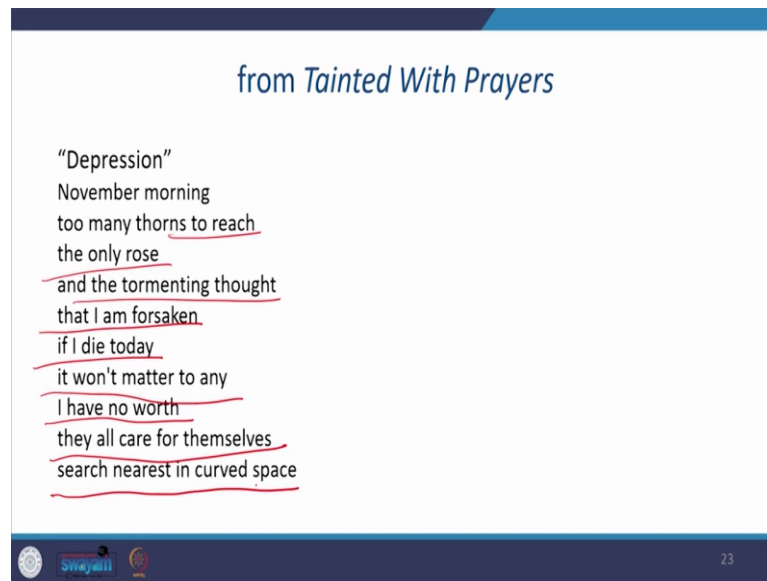 from Tainted With Prayers
“Depression”
November morning
too many thorns to reach
the only rose
and the tormenting thought
that I am forsaken
if I die today
it won't matter to any
I have no worth
they all care for themselves
search nearest in curved space
swayam
23